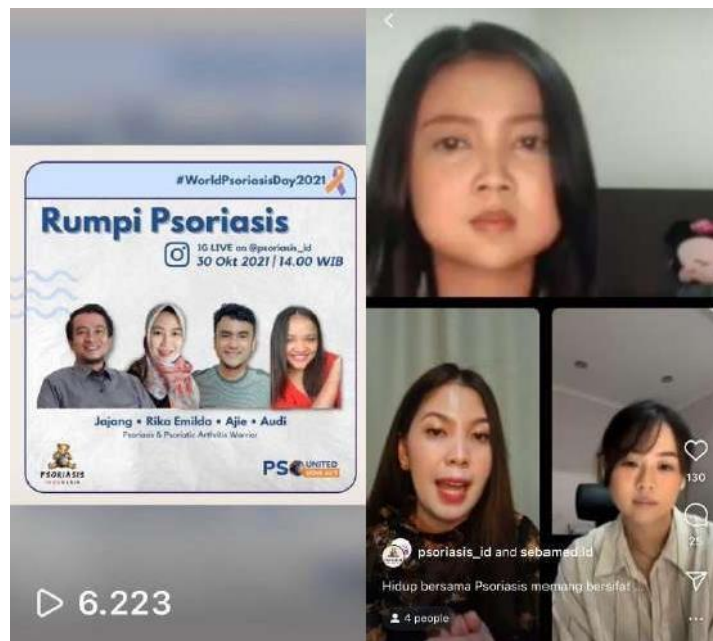 #WorldPsoriasisDay2021
Rumpi Psoriasis
IG LIVE on @psoriasis_id
30 Okt 2021 | 14.00 WIB
Jajang • Rika Emilda • Ajie • Audi
Psoriasis & Psoriatic Arthritis Warrior
PSORIASIS
INDONESIA
UNITED
6.223
130
25
psoriasis_id and sebamed.id
Hidup bersama Psoriasis memang bersifat ...
4 people